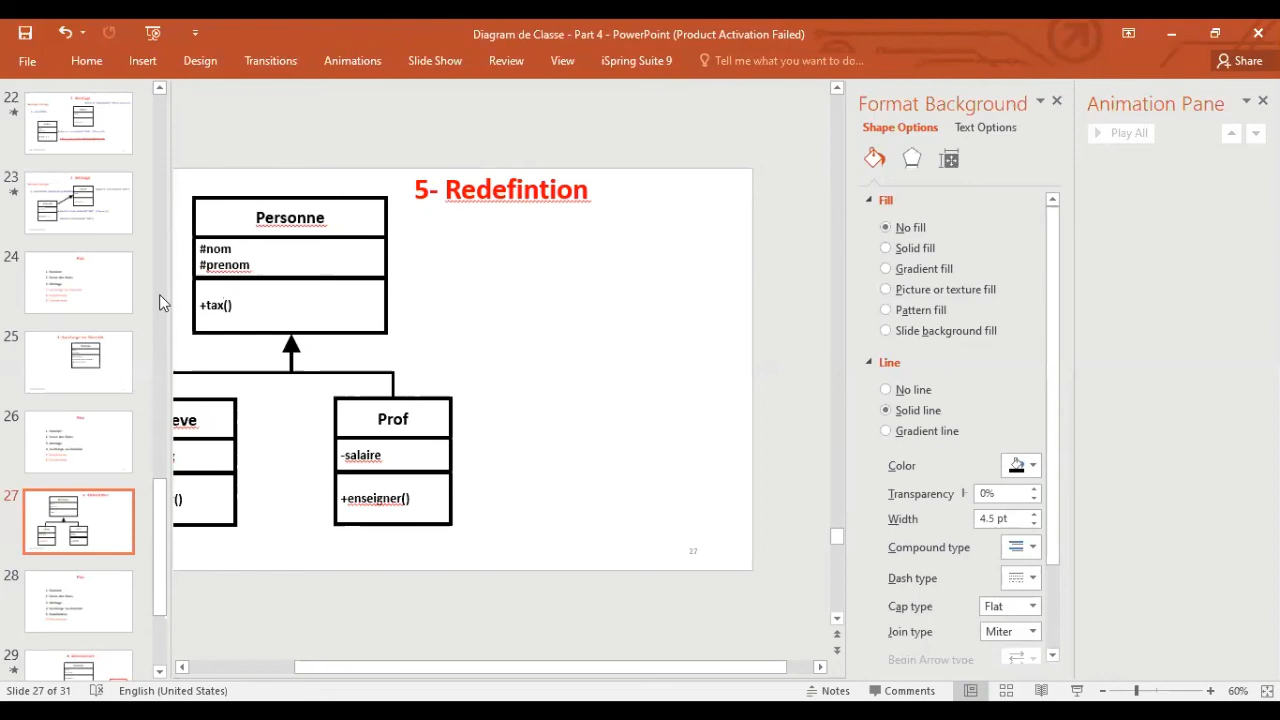 Diagram de Classe - Part 4 - PowerPoint (Product Activation Failed)
File Home Insert Design Transitions Animations Slide Show Review View iSpring Suite 9 Tell me what you want to do... Share
22
23
24
25
26
27
28
29
5- Redefintion
Personne
#nom
#prenom
+tax()
eve
()
Prof
-salaire
+enseigner()
27
Format Background
Shape Options Text Options
Fill
No fill
Solid fill
Gradient fill
Picture or texture fill
Pattern fill
Slide background fill
Line
No line
Solid line
Gradient line
Color
Transparency 0%
Width 4.5 pt
Compound type
Dash type
Cap type Flat
Join type Miter
Begin Arrow type
Animation Pane
Play All
Slide 27 of 31 English (United States) Notes Comments 60%